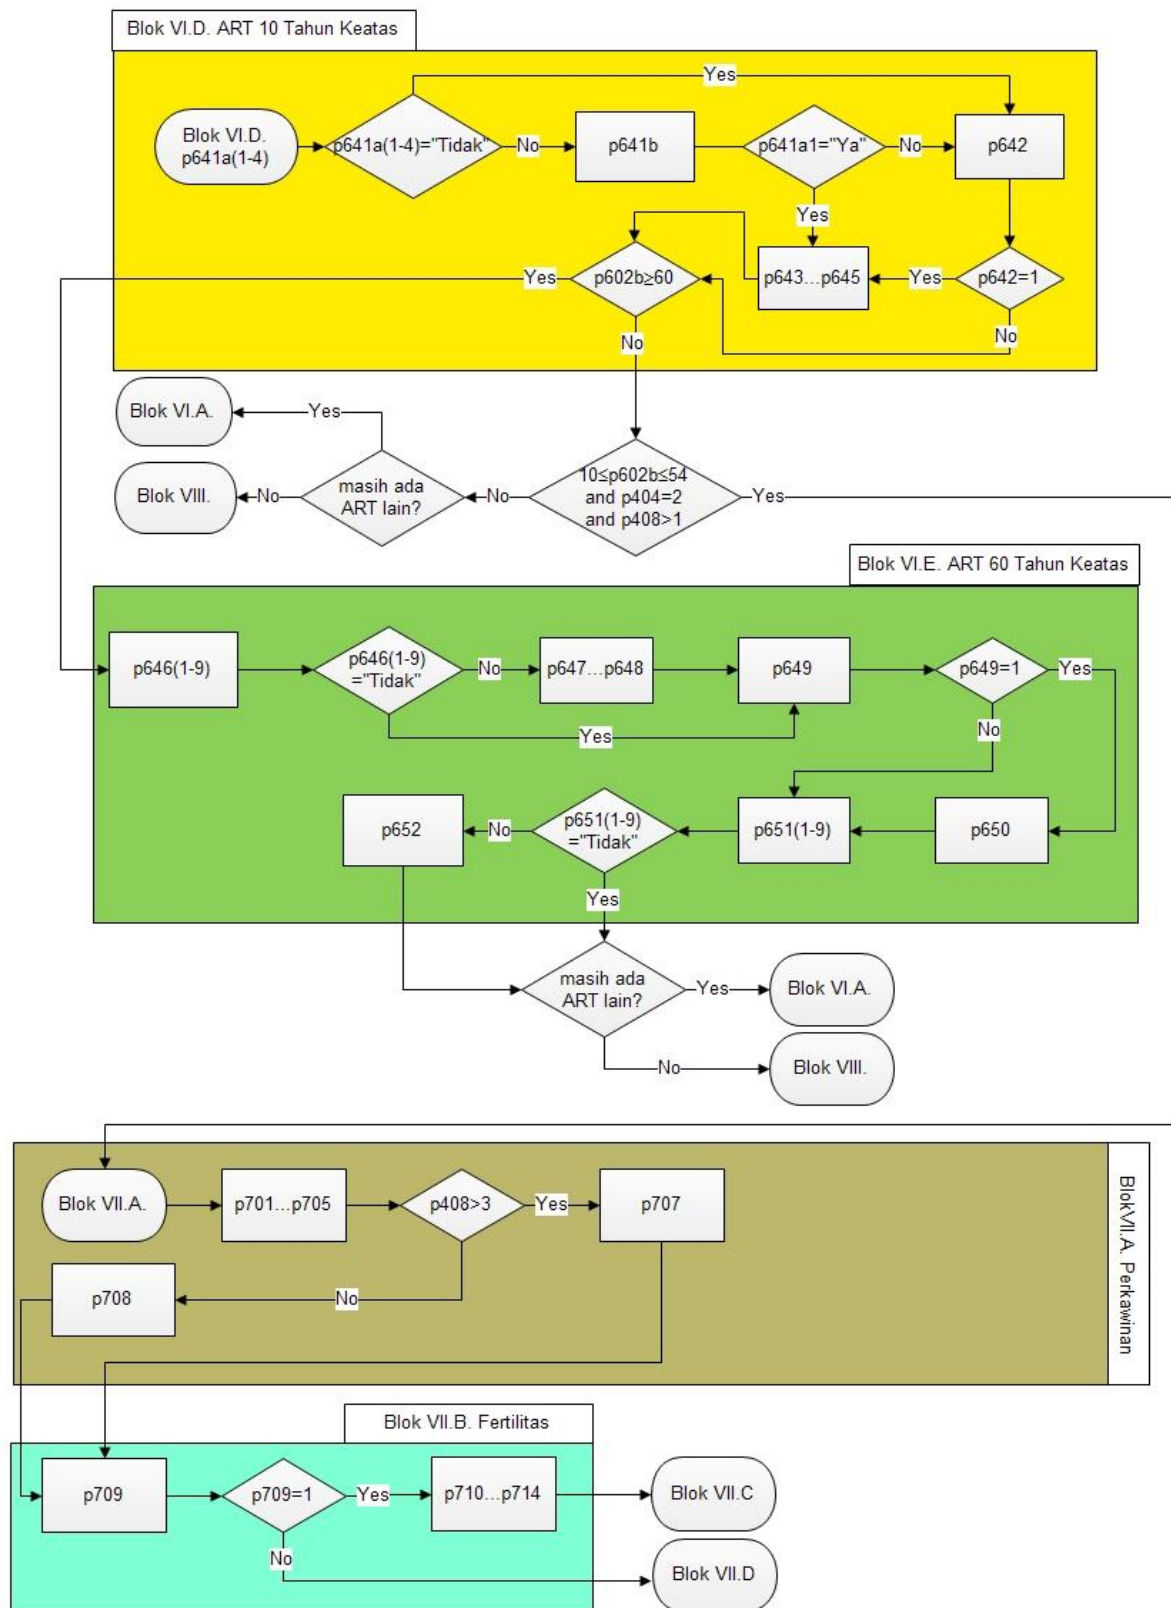 Blok VI.D. ART 10 Tahun Keatas
Yes
Blok VI.D.
p641a(1-4)
p641a(1-4)="Tidak"
No
p641b
p641a1="Ya"
No
p642
Yes
Yes
p602b≥60
p643...p645
Yes
p642=1
No
No
Blok VI.A.
Yes
10≤p602b≤54
and p404=2
and p408>1
Yes
No
masih ada
ART lain?
No
Blok VIII.
Blok VI.E. ART 60 Tahun Keatas
p646(1-9)
p646(1-9)
="Tidak"
No
p647...p648
p649
p649=1
Yes
Yes
No
p652
No
p651(1-9)
="Tidak"
p651(1-9)
p650
Yes
masih ada
ART lain?
Yes
Blok VI.A.
No
Blok VIII.
BlokVII.A. Perkawinan
Blok VII.A.
p701...p705
p408>3
Yes
p707
p708
No
Blok VII.B. Fertilitas
p709
p709=1
Yes
p710...p714
Blok VII.C
No
Blok VII.D